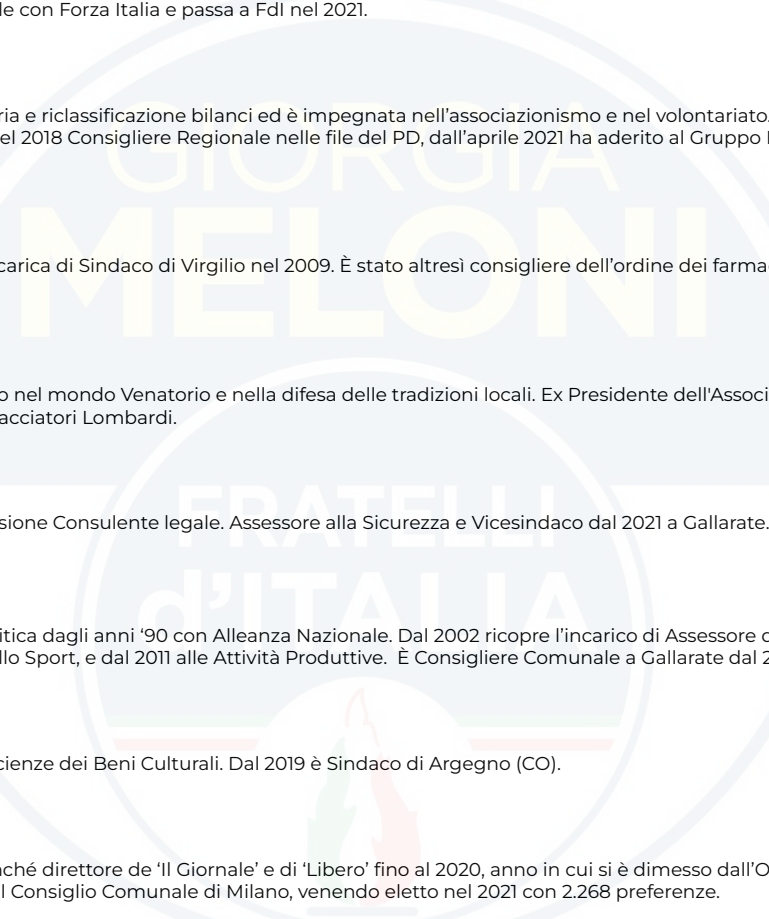 le con Forza Italia e passa a FdI nel 2021.
ria e riclassificazione bilanci ed è impegnata nell’associazionismo e nel volontariato.
el 2018 Consigliere Regionale nelle file del PD, dall’aprile 2021 ha aderito al Gruppo
GIORGIA
MELONI
carica di Sindaco di Virgilio nel 2009. È stato altresì consigliere dell’ordine dei farma
o nel mondo Venatorio e nella difesa delle tradizioni locali. Ex Presidente dell'Associ
acciatori Lombardi.
FRATELLI
sione Consulente legale. Assessore alla Sicurezza e Vicesindaco dal 2021 a Gallarate.
d'ITALIA
itica dagli anni ‘90 con Alleanza Nazionale. Dal 2002 ricopre l’incarico di Assessore
llo Sport, e dal 2011 alle Attività Produttive. È Consigliere Comunale a Gallarate dal 2
cienze dei Beni Culturali. Dal 2019 è Sindaco di Argegno (CO).
ché direttore de ‘Il Giornale’ e di ‘Libero’ fino al 2020, anno in cui si è dimesso dall’O
l Consiglio Comunale di Milano, venendo eletto nel 2021 con 2.268 preferenze.